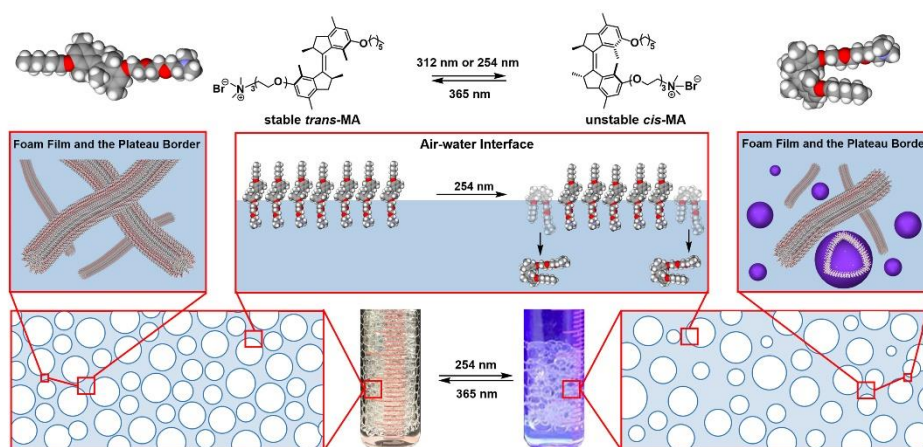 O
5
312 nm or 254 nm
365 nm
O
5
Br⊖
N
⊕
3
O
O
stable trans-MA
O
O
3
N
⊕
Br⊖
unstable cis-MA
Foam Film and the Plateau Border
Air-water Interface
Foam Film and the Plateau Border
254 nm
254 nm
365 nm